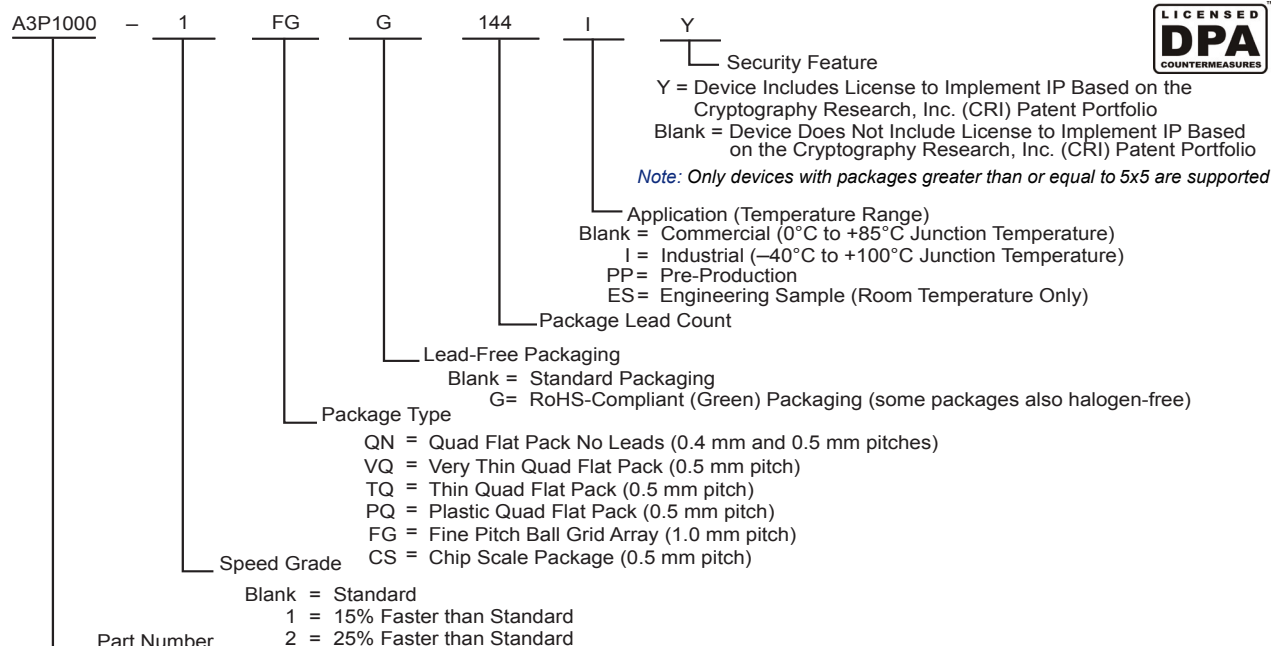 A3P1000 – 1 FG G 144 I Y
LICENSED
DPA
COUNTERMEASURES
™
Security Feature
Y = Device Includes License to Implement IP Based on the
Cryptography Research, Inc. (CRI) Patent Portfolio
Blank = Device Does Not Include License to Implement IP Based
on the Cryptography Research, Inc. (CRI) Patent Portfolio
Note: Only devices with packages greater than or equal to 5x5 are supported
Application (Temperature Range)
Blank = Commercial (0°C to +85°C Junction Temperature)
I = Industrial (–40°C to +100°C Junction Temperature)
PP = Pre-Production
ES = Engineering Sample (Room Temperature Only)
Package Lead Count
Lead-Free Packaging
Blank = Standard Packaging
G= RoHS-Compliant (Green) Packaging (some packages also halogen-free)
Package Type
QN = Quad Flat Pack No Leads (0.4 mm and 0.5 mm pitches)
VQ = Very Thin Quad Flat Pack (0.5 mm pitch)
TQ = Thin Quad Flat Pack (0.5 mm pitch)
PQ = Plastic Quad Flat Pack (0.5 mm pitch)
FG = Fine Pitch Ball Grid Array (1.0 mm pitch)
CS = Chip Scale Package (0.5 mm pitch)
Speed Grade
Blank = Standard
1 = 15% Faster than Standard
2 = 25% Faster than Standard
Part Number